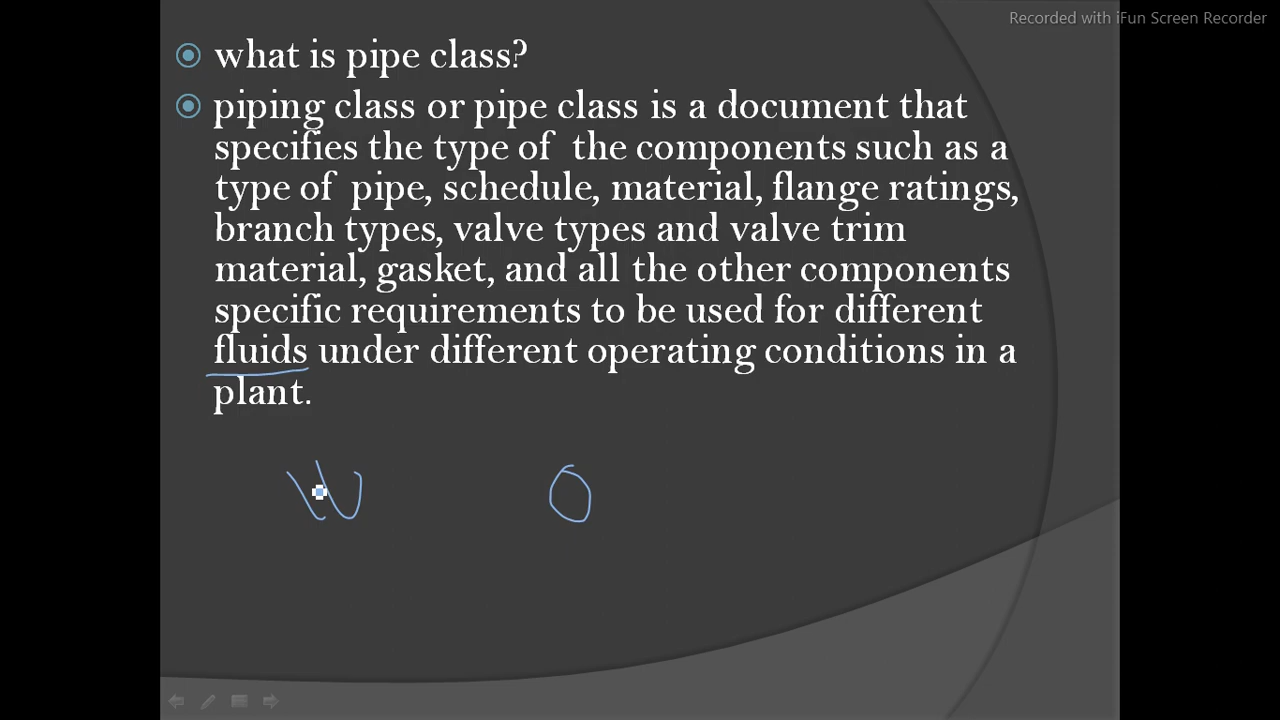 Recorded with iFun Screen Recorder
what is pipe class?
piping class or pipe class is a document that
specifies the type of the components such as a
type of pipe, schedule, material, flange ratings,
branch types, valve types and valve trim
material, gasket, and all the other components
specific requirements to be used for different
fluids under different operating conditions in a
plant.
W O